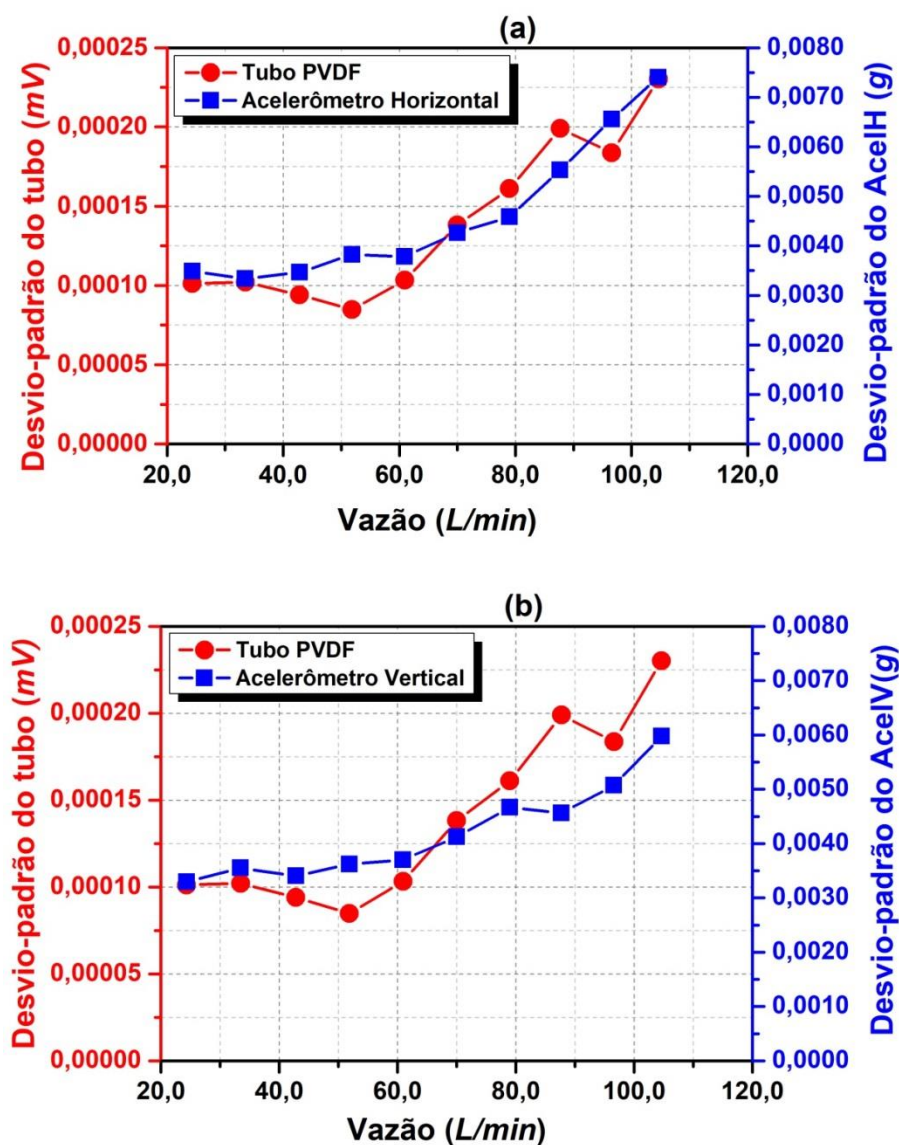 (a)
Tubo PVDF
Acelerômetro Horizontal
Desvio-padrão do tubo (mV)
0,00025
0,00020
0,00015
0,00010
0,00005
0,00000
0,0080
0,0070
0,0060
0,0050
0,0040
0,0030
0,0020
0,0010
0,0000
Desvio-padrão do AcelH (g)
20,0 40,0 60,0 80,0 100,0 120,0
Vazão (L/min)
(b)
Tubo PVDF
Acelerômetro Vertical
Desvio-padrão do tubo (mV)
0,00025
0,00020
0,00015
0,00010
0,00005
0,00000
0,0080
0,0070
0,0060
0,0050
0,0040
0,0030
0,0020
0,0010
0,0000
Desvio-padrão do AcelV(g)
20,0 40,0 60,0 80,0 100,0 120,0
Vazão (L/min)